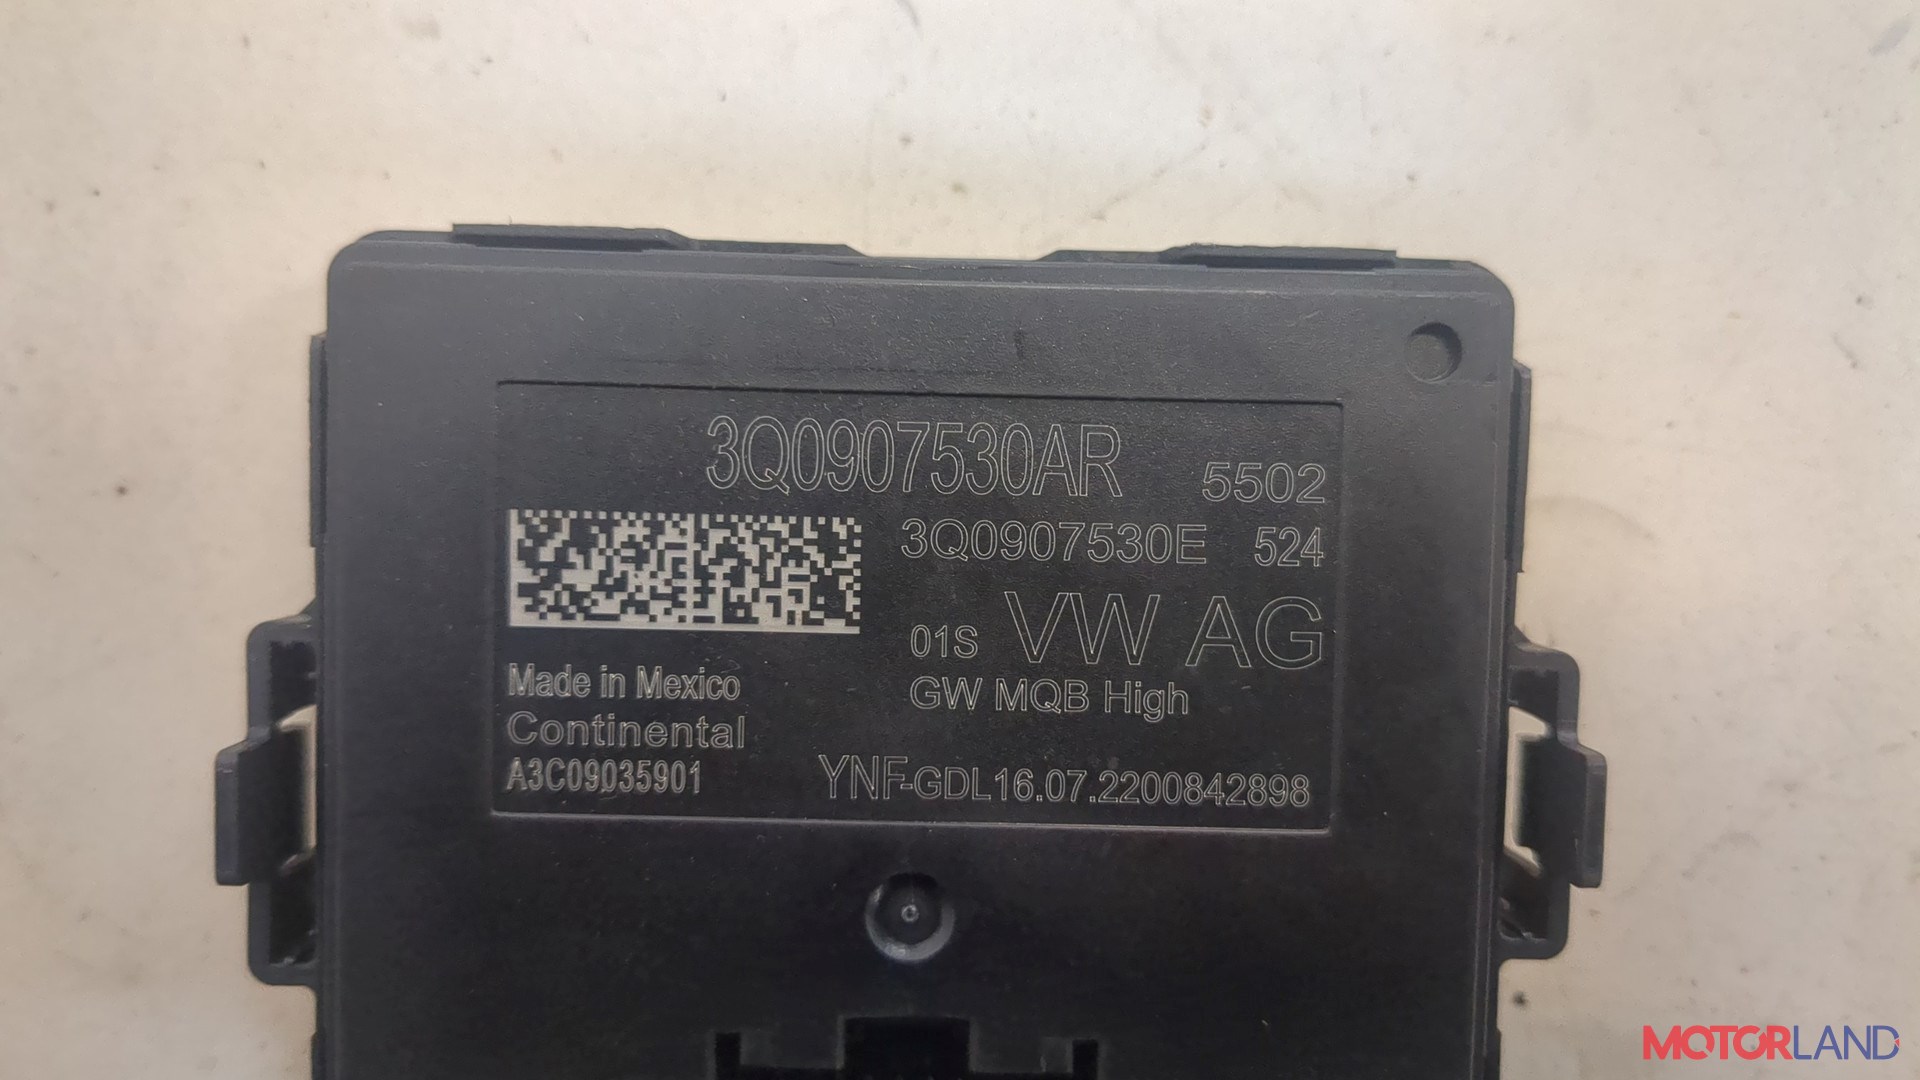 3Q0907530AR 5502
3Q0907530E 524
01S VW AG
GW MQB High
Made in Mexico
Continental
A3C09035901
YNF-GDL16.07.2200842898
MOTORLAND